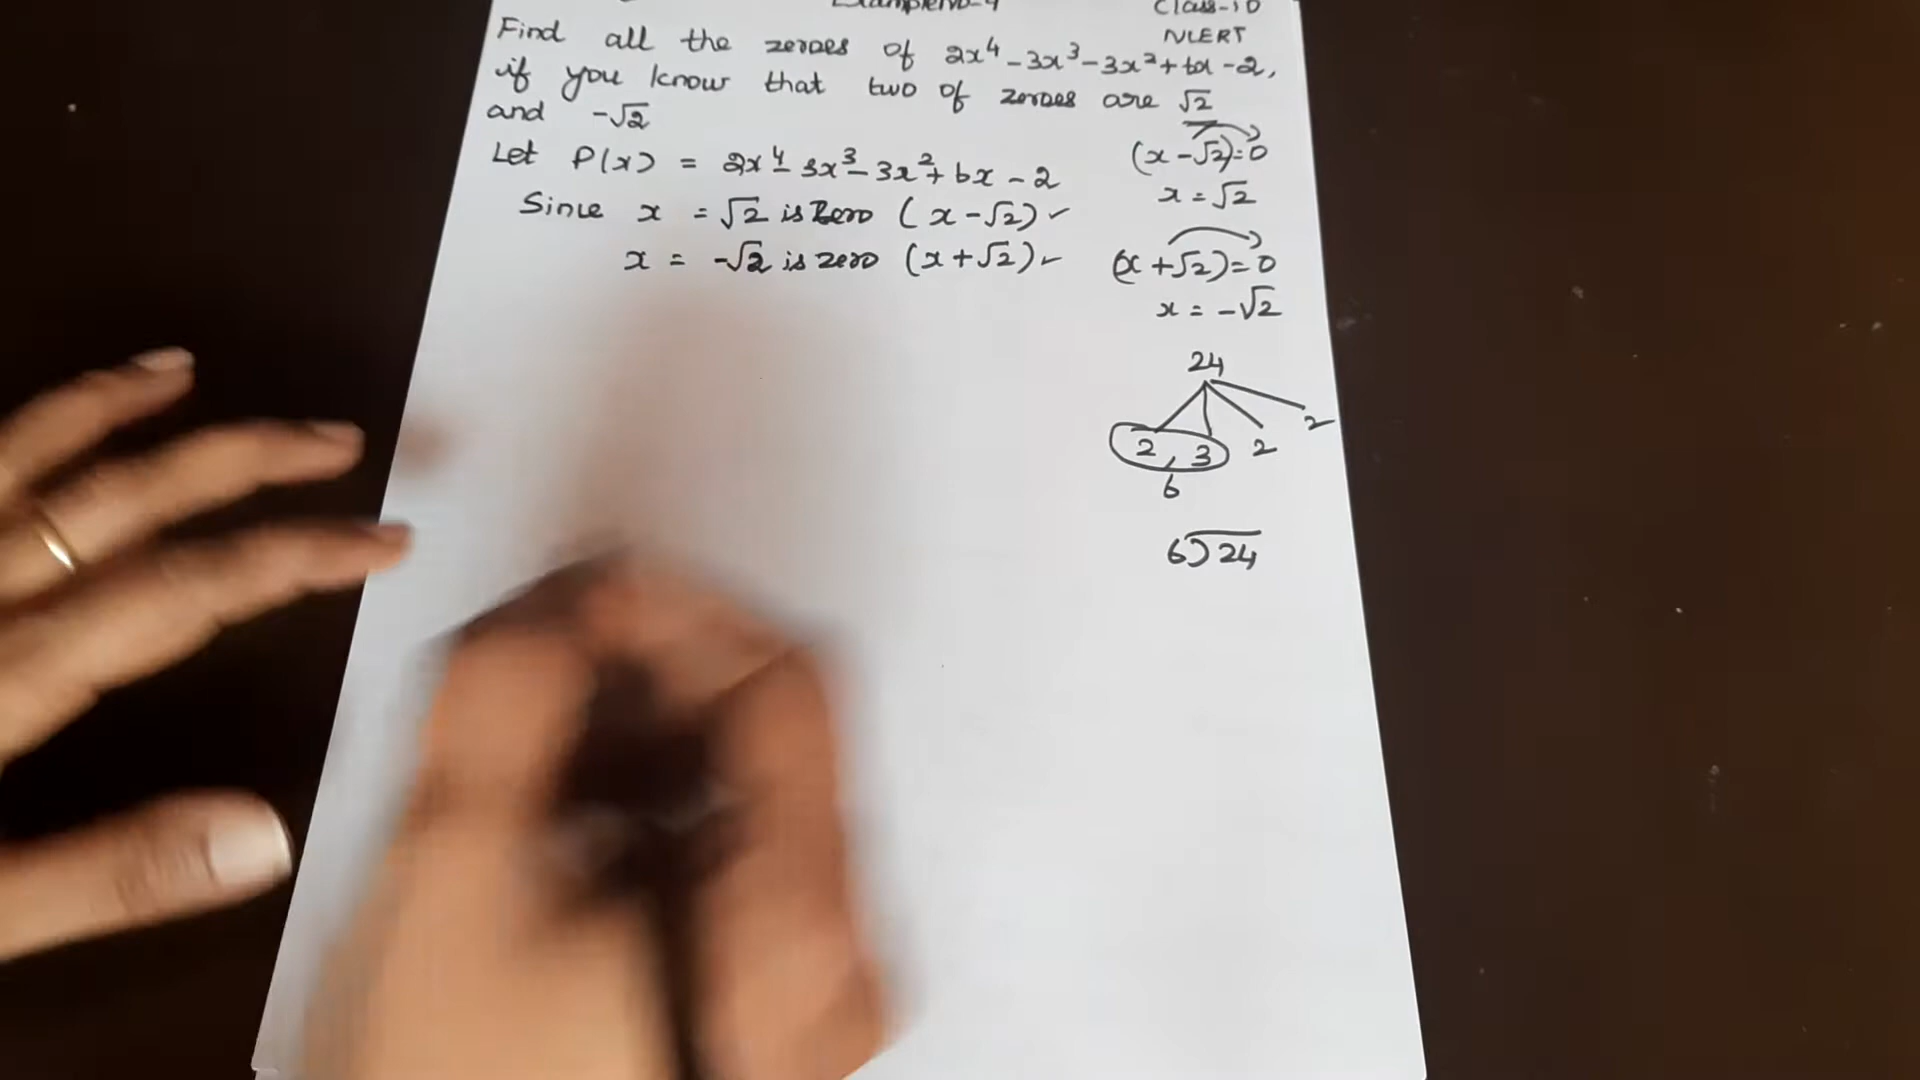 Class-10
NCERT
Find all the zeroes of 2x⁴-3x³-3x²+6x-2,
if you know that two of zeroes are √2
and -√2
Let P(x) = 2x⁴-3x³-3x²+6x-2
Since x = √2 is zero (x-√2) ✓
x = -√2 is zero (x+√2) ✓
(x-√2)=0
x = √2
(x+√2)=0
x = -√2
24
2, 3 2 2
6
6)24